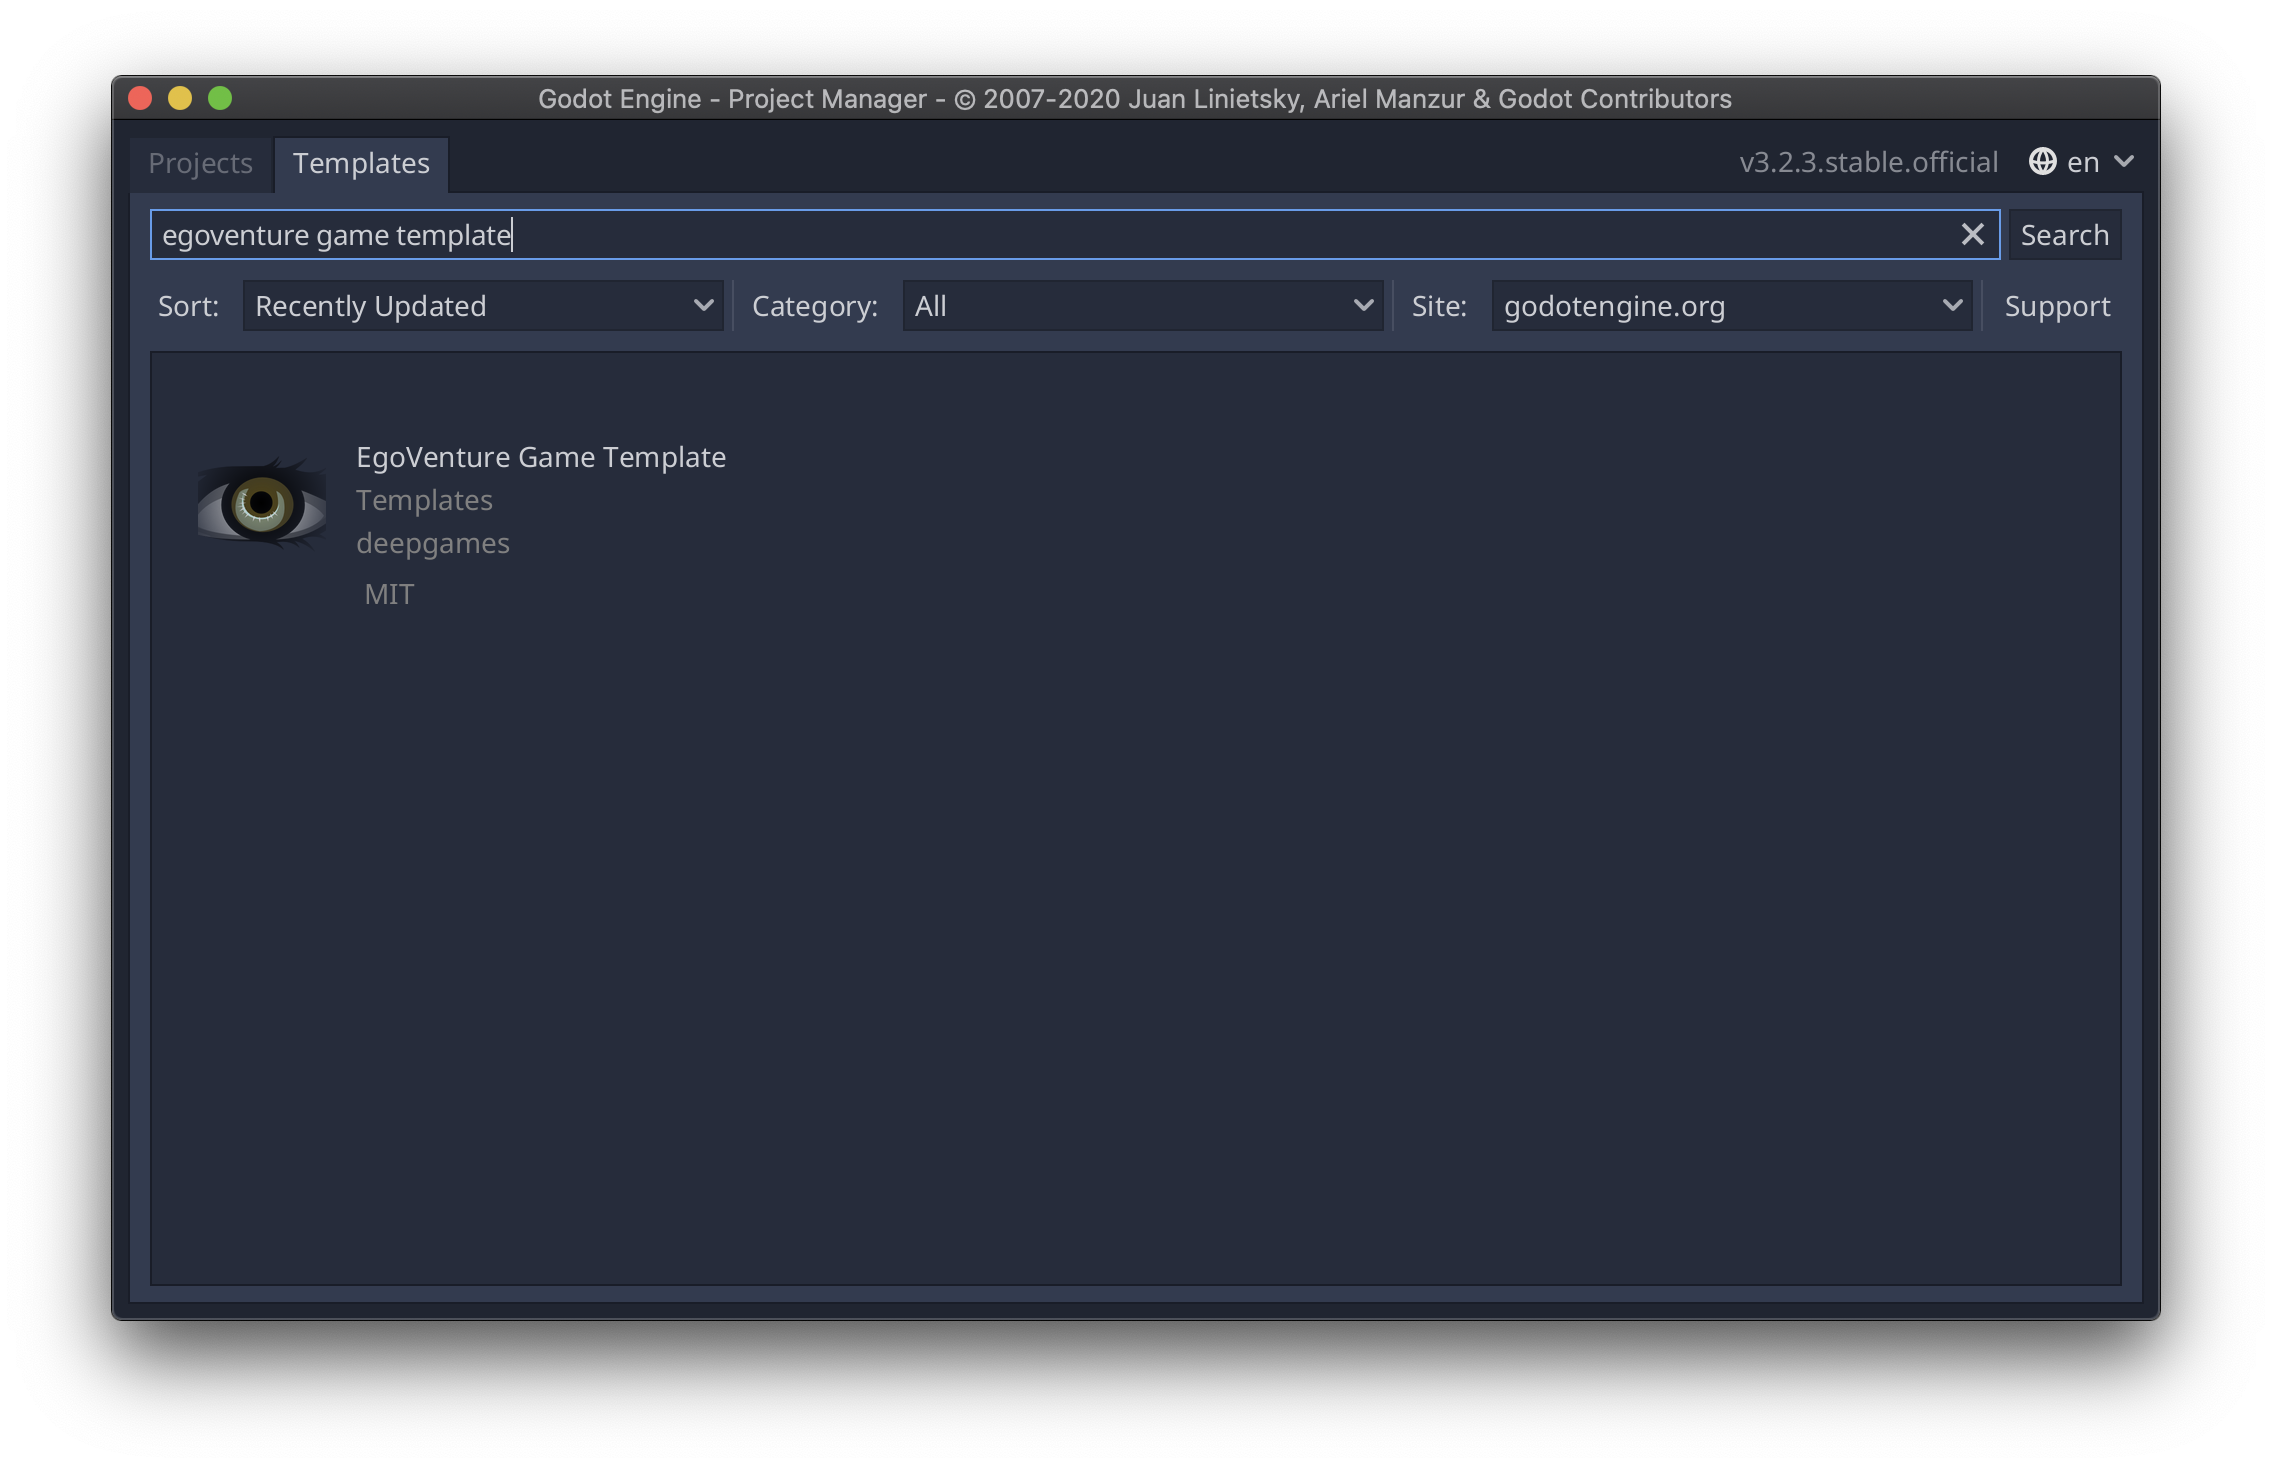 Godot Engine - Project Manager - © 2007-2020 Juan Linietsky, Ariel Manzur & Godot Contributors
Projects Templates v3.2.3.stable.official en
egoventure game template Search
Sort: Recently Updated Category: All Site: godotengine.org Support
EgoVenture Game Template
Templates
deepgames
MIT